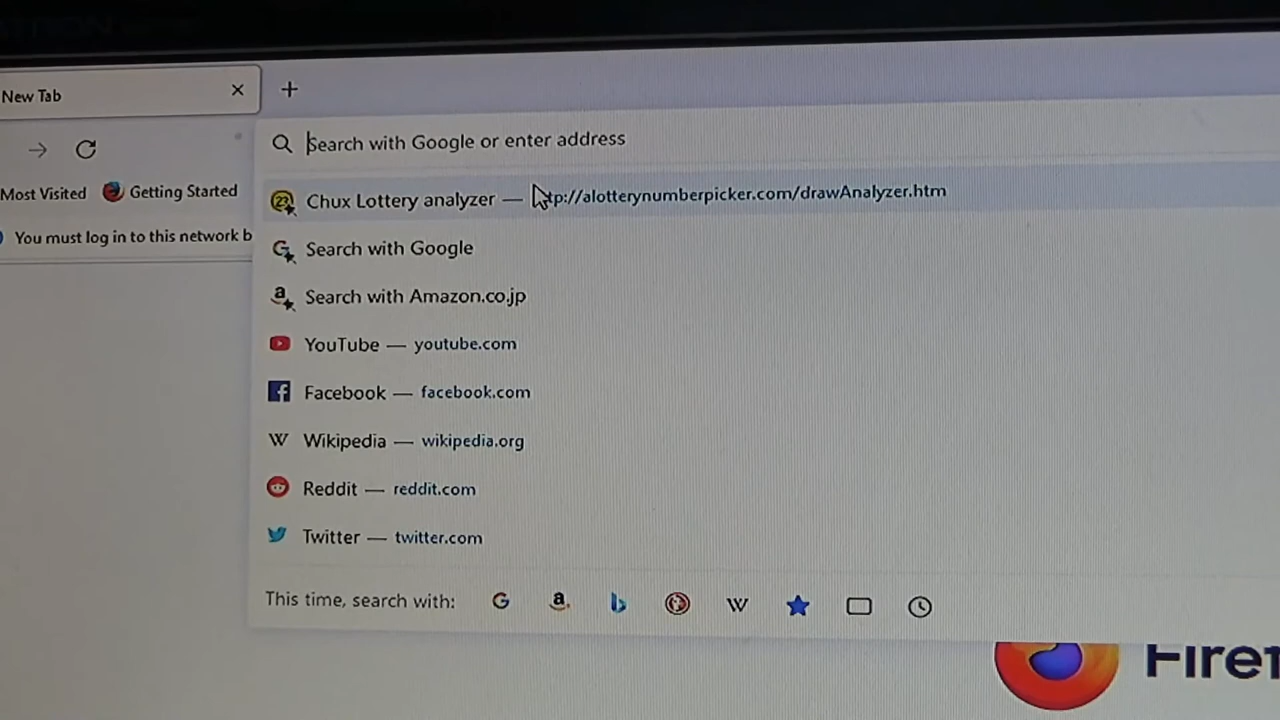 New Tab
Search with Google or enter address
Most Visited Getting Started
Chux Lottery analyzer — tp://alotterynumberpicker.com/drawAnalyzer.htm
You must log in to this network b
Search with Google
Search with Amazon.co.jp
YouTube — youtube.com
Facebook — facebook.com
Wikipedia — wikipedia.org
Reddit — reddit.com
Twitter — twitter.com
This time, search with:
Firef